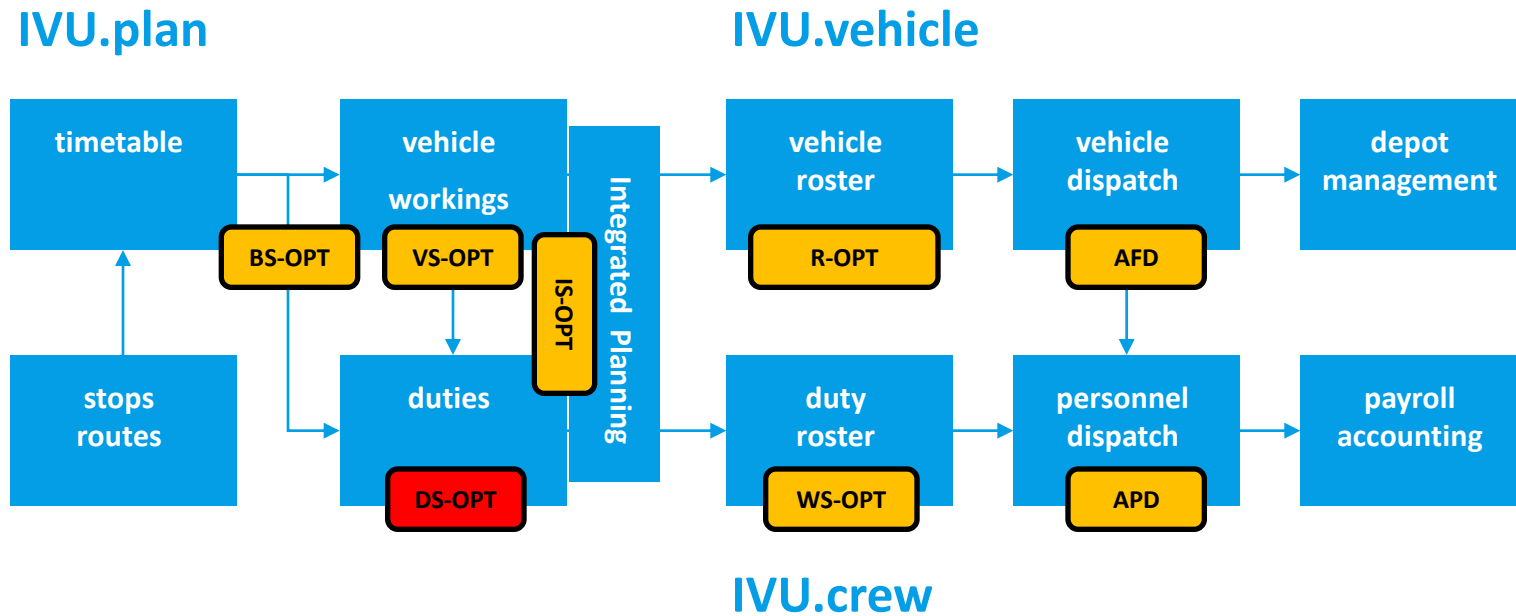 IVU.plan
IVU.vehicle
timetable
vehicle
workings
vehicle
roster
vehicle
dispatch
depot
management
BS-OPT
VS-OPT
IS-OPT
Integrated Planning
R-OPT
AFD
stops
routes
duties
duty
roster
personnel
dispatch
payroll
accounting
DS-OPT
WS-OPT
APD
IVU.crew